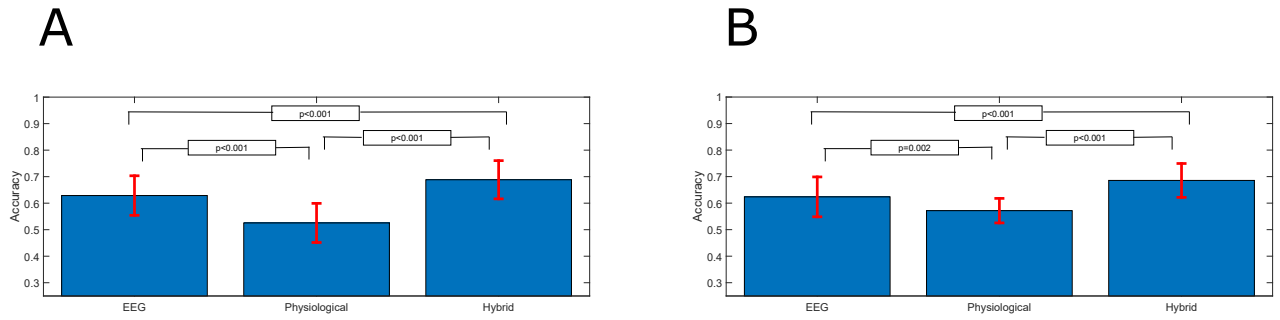 A
B
1
0.9
0.8
0.7
0.6
0.5
0.4
0.3
Accuracy
p<0.001
p<0.001
p<0.001
EEG
Physiological
Hybrid
1
0.9
0.8
0.7
0.6
0.5
0.4
0.3
Accuracy
p<0.001
p=0.002
p<0.001
EEG
Physiological
Hybrid